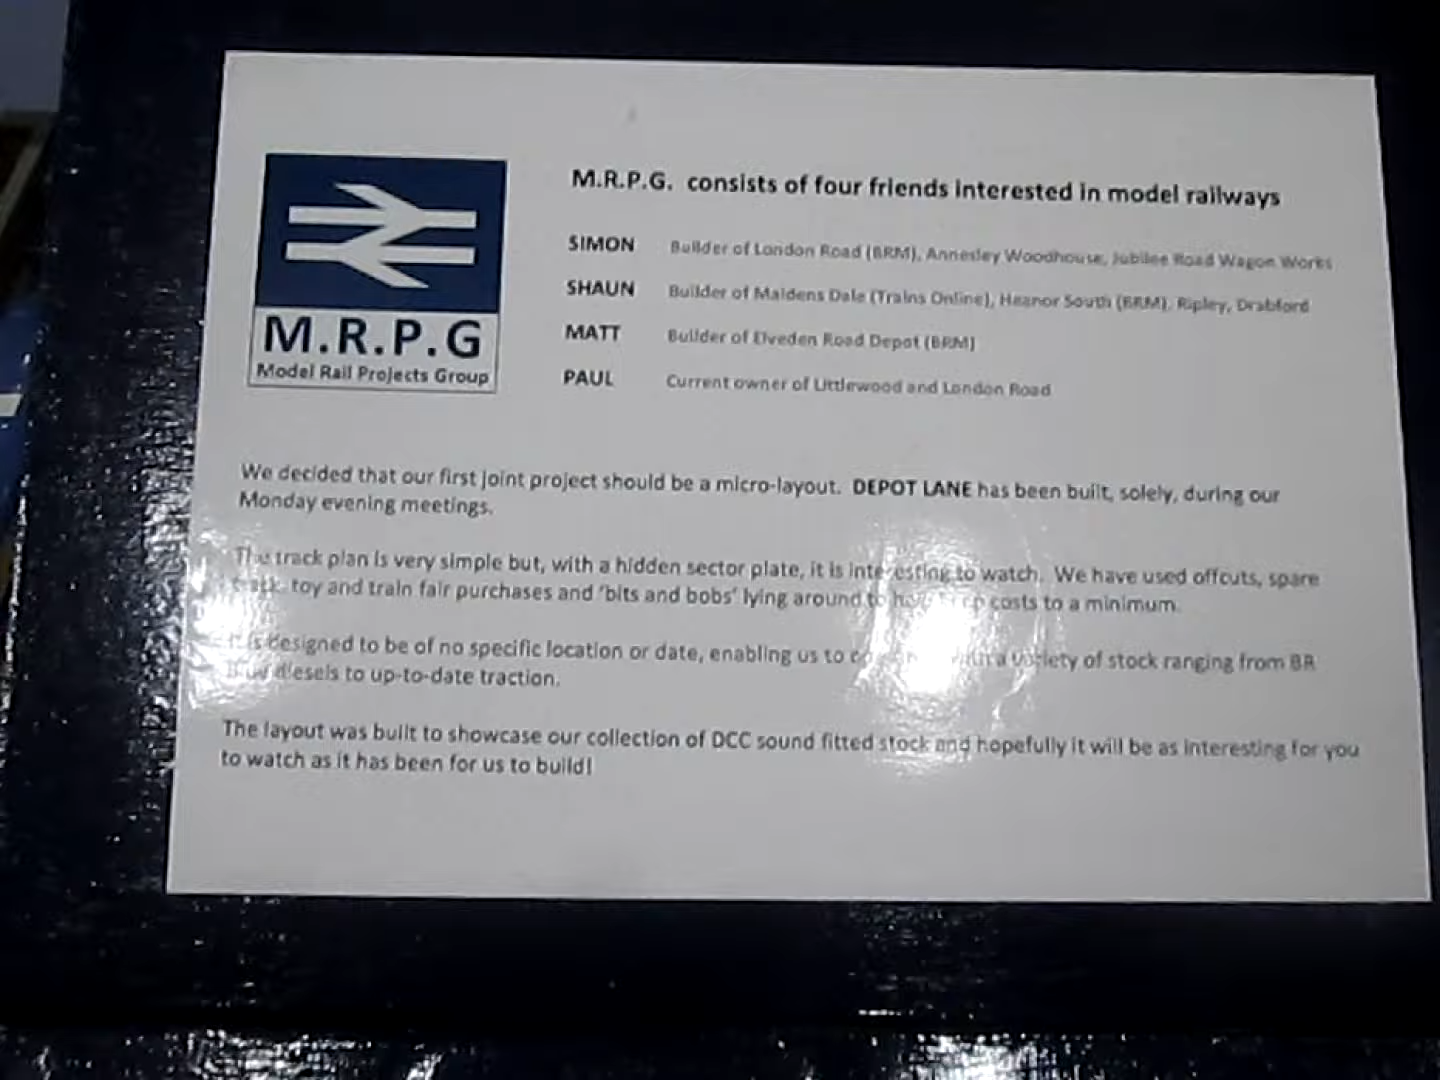 M.R.P.G
Model Rail Projects Group
M.R.P.G. consists of four friends interested in model railways
SIMON Builder of London Road (BRM), Annesley Woodhouse, Jubilee Road Wagon Works
SHAUN Builder of Maidens Dale (Trains Online), Heanor South (BRM), Ripley, Drabford
MATT Builder of Elveden Road Depot (BRM)
PAUL Current owner of Littlewood and London Road
We decided that our first joint project should be a micro-layout. DEPOT LANE has been built, solely, during our
Monday evening meetings.
The track plan is very simple but, with a hidden sector plate, it is interesting to watch. We have used offcuts, spare
track, toy and train fair purchases and 'bits and bobs' lying around to costs to a minimum.
It is designed to be of no specific location or date, enabling us to a variety of stock ranging from BR
diesels to up-to-date traction.
The layout was built to showcase our collection of DCC sound fitted stock and hopefully it will be as interesting for you
to watch as it has been for us to build!